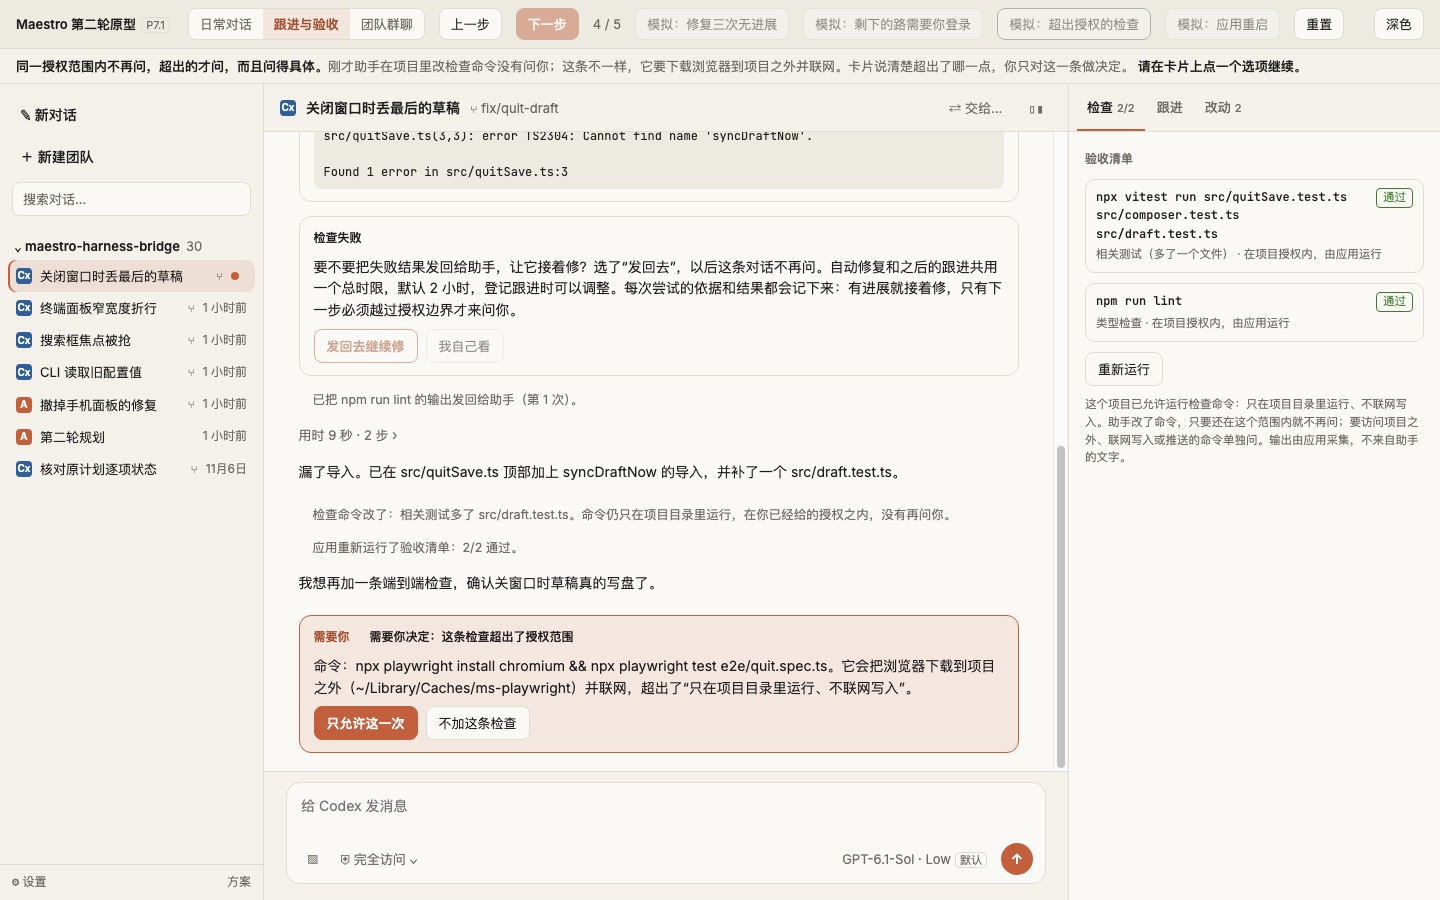 Maestro 第二轮原型 P7.1 日常对话 跟进与验收 团队群聊 上一步 下一步 4 / 5 模拟：修复三次无进展 模拟：剩下的路需要你登录 模拟：超出授权的检查 模拟：应用重启 重置 深色
同一授权范围内不再问，超出的才问，而且问得具体。刚才助手在项目里改检查命令没有问你；这条不一样，它要下载浏览器到项目之外并联网。卡片说清楚超出了哪一点，你只对这一条做决定。 请在卡片上点一个选项继续。
新对话
新建团队
搜索对话...
maestro-harness-bridge 30
Cx 关闭窗口时丢最后的草稿
Cx 终端面板窄宽度折行 1 小时前
Cx 搜索框焦点被抢 1 小时前
Cx CLI 读取旧配置值 1 小时前
A 撤掉手机面板的修复 1 小时前
A 第二轮规划 1 小时前
Cx 核对原计划逐项状态 11月6日
设置 方案
Cx 关闭窗口时丢最后的草稿 fix/quit-draft 交给...
src/quitSave.ts(3,3): error TS2304: Cannot find name 'syncDraftNow'.
Found 1 error in src/quitSave.ts:3
检查失败
要不要把失败结果发回给助手，让它接着修？选了“发回去”，以后这条对话不再问。自动修复和之后的跟进共用
一个总时限，默认 2 小时，登记跟进时可以调整。每次尝试的依据和结果都会记下来：有进展就接着修，只有下
一步必须越过授权边界才来问你。
发回去继续修 我自己看
已把 npm run lint 的输出发回给助手（第 1 次）。
用时 9 秒 · 2 步 ›
漏了导入。已在 src/quitSave.ts 顶部加上 syncDraftNow 的导入，并补了一个 src/draft.test.ts。
检查命令改了：相关测试多了 src/draft.test.ts。命令仍只在项目目录里运行，在你已经给的授权之内，没有再问你。
应用重新运行了验收清单：2/2 通过。
我想再加一条端到端检查，确认关窗口时草稿真的写盘了。
需要你 需要你决定：这条检查超出了授权范围
命令：npx playwright install chromium && npx playwright test e2e/quit.spec.ts。它会把浏览器下载到项目
之外（~/Library/Caches/ms-playwright）并联网，超出了“只在项目目录里运行、不联网写入”。
只允许这一次 不加这条检查
给 Codex 发消息
完全访问 GPT-6.1-Sol · Low 默认
检查 2/2 跟进 改动 2
验收清单
npx vitest run src/quitSave.test.ts 通过
src/composer.test.ts
src/draft.test.ts
相关测试（多了一个文件） · 在项目授权内，由应用运行
npm run lint 通过
类型检查 · 在项目授权内，由应用运行
重新运行
这个项目已允许运行检查命令：只在项目目录里运行、不联网写
入。助手改了命令，只要还在这个范围内就不再问；要访问项目之
外、联网写入或推送的命令单独问。输出由应用采集，不来自助手
的文字。